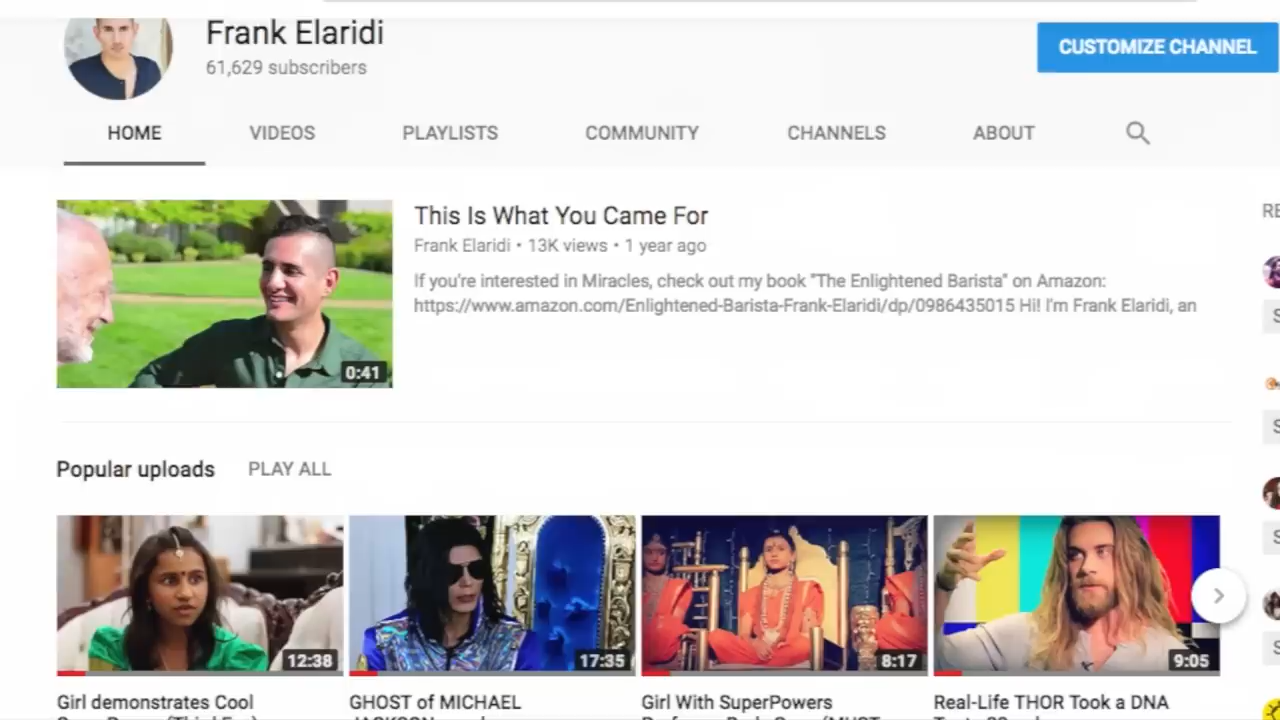 Frank Elaridi
61,629 subscribers
CUSTOMIZE CHANNEL
HOME VIDEOS PLAYLISTS COMMUNITY CHANNELS ABOUT
This Is What You Came For
Frank Elaridi • 13K views • 1 year ago
If you're interested in Miracles, check out my book "The Enlightened Barista" on Amazon:
https://www.amazon.com/Enlightened-Barista-Frank-Elaridi/dp/0986435015 Hi! I'm Frank Elaridi, an
0:41
Popular uploads PLAY ALL
12:38 17:35 8:17 9:05
Girl demonstrates Cool GHOST of MICHAEL Girl With SuperPowers Real-Life THOR Took a DNA